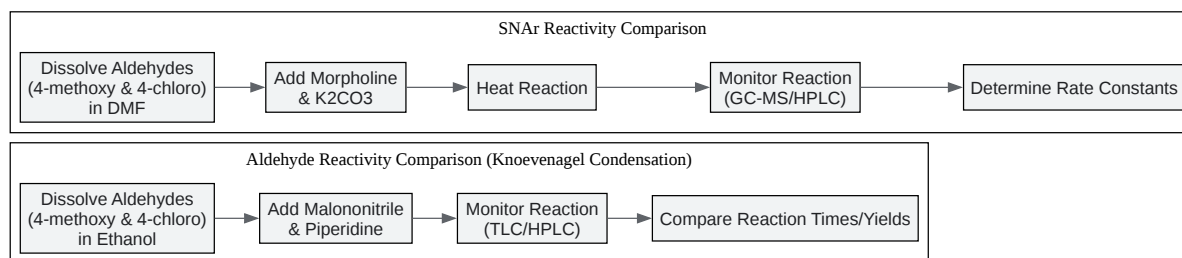 SNAr Reactivity Comparison
Dissolve Aldehydes
(4-methoxy & 4-chloro)
in DMF
Add Morpholine
& K2CO3
Heat Reaction
Monitor Reaction
(GC-MS/HPLC)
Determine Rate Constants
Aldehyde Reactivity Comparison (Knoevenagel Condensation)
Dissolve Aldehydes
(4-methoxy & 4-chloro)
in Ethanol
Add Malononitrile
& Piperidine
Monitor Reaction
(TLC/HPLC)
Compare Reaction Times/Yields